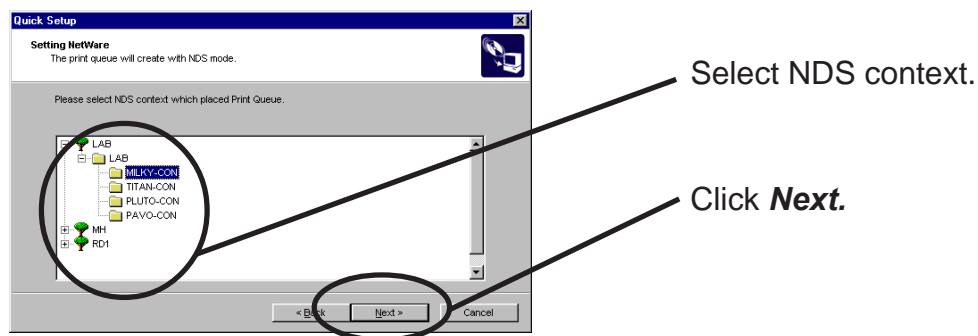 Quick Setup
Setting NetWare
The print queue will create with NDS mode.
Select NDS context.
Please select NDS context which placed Print Queue.
LAB
LAB
MILKY-CON
TITAN-CON
PLUTO-CON
PAVO-CON
MH
RD1
Click Next.
« Back Next » Cancel